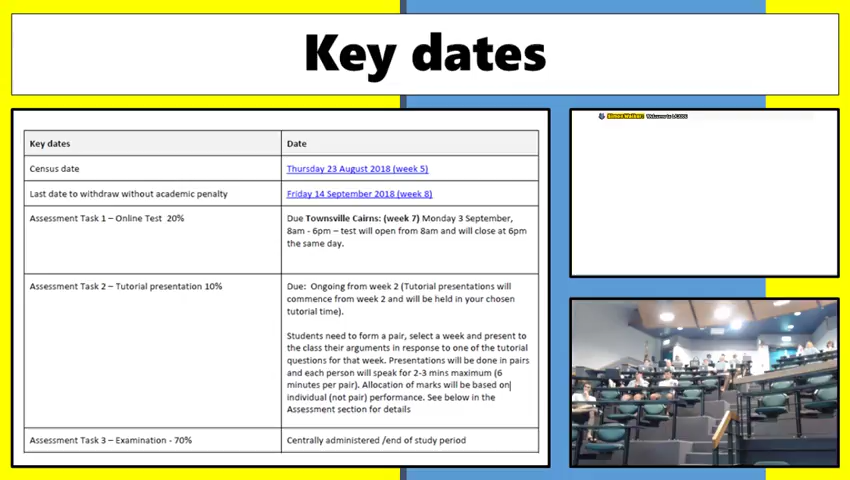 Key dates
Key dates
Date
Census date
Thursday 23 August 2018 (week 5)
Last date to withdraw without academic penalty
Friday 14 September 2018 (week 8)
Assessment Task 1 – Online Test 20%
Due Townsville Cairns: (week 7) Monday 3 September,
8am - 6pm – test will open from 8am and will close at 6pm
the same day.
Assessment Task 2 – Tutorial presentation 10%
Due: Ongoing from week 2 (Tutorial presentations will
commence from week 2 and will be held in your chosen
tutorial time).
Students need to form a pair, select a week and present to
the class their arguments in response to one of the tutorial
questions for that week. Presentations will be done in pairs
and each person will speak for 2-3 mins maximum (6
minutes per pair). Allocation of marks will be based on
individual (not pair) performance. See below in the
Assessment section for details
Assessment Task 3 – Examination - 70%
Centrally administered /end of study period
Welcome to